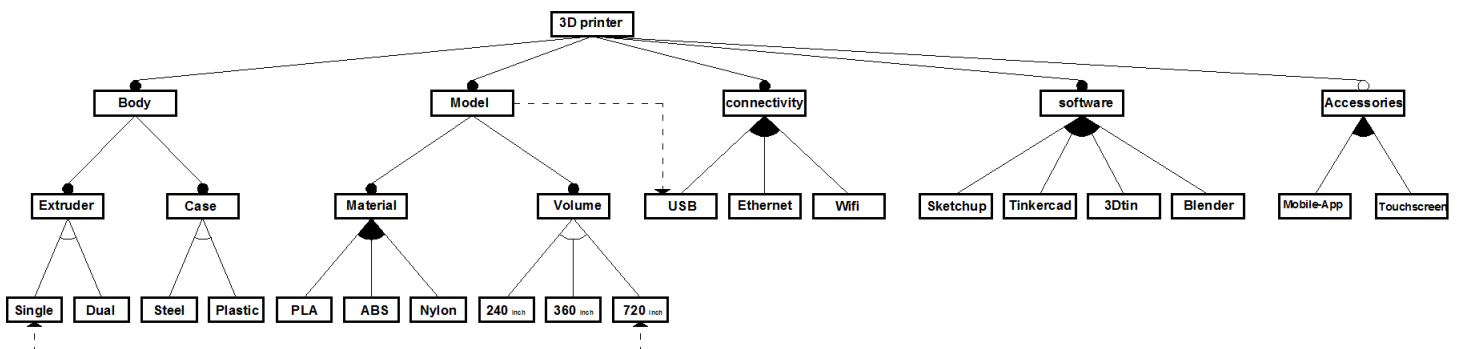 3D printer
Body
Model
connectivity
software
Accessories
Extruder
Case
Material
Volume
USB
Ethernet
Wifi
Sketchup
Tinkercad
3Dtin
Blender
Mobile-App
Touchscreen
Single
Dual
Steel
Plastic
PLA
ABS
Nylon
240 inch
360 inch
720 inch